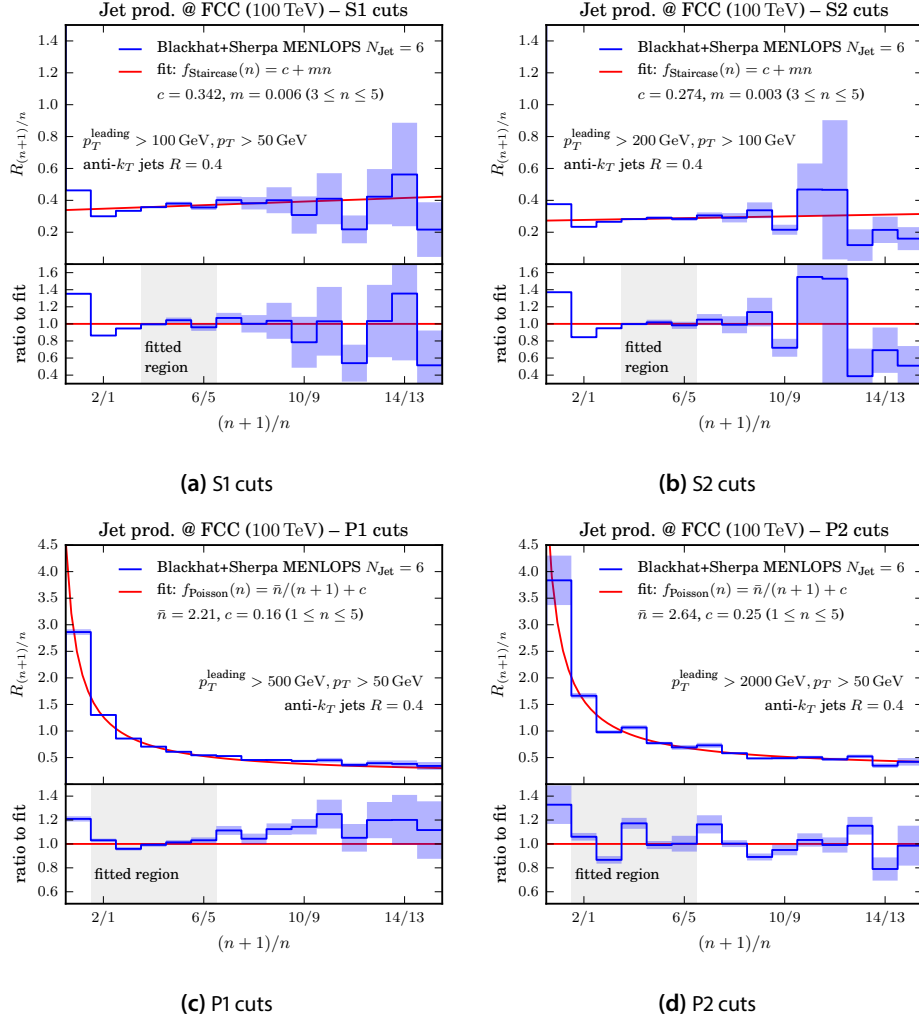 Jet prod. @ FCC (100 TeV) – S1 cuts
1.4
1.2
1.0
0.8
0.6
0.4
0.2
R(n+1)/n
Blackhat+Sherpa MENLOPS N_Jet = 6
fit: f_Staircase(n) = c + mn
c = 0.342, m = 0.006 (3 ≤ n ≤ 5)
p_T^leading > 100 GeV, p_T > 50 GeV
anti-k_T jets R = 0.4
1.6
1.4
1.2
1.0
0.8
0.6
0.4
ratio to fit
fitted
region
2/1 6/5 10/9 14/13
(n + 1)/n
(a) S1 cuts
Jet prod. @ FCC (100 TeV) – S2 cuts
1.4
1.2
1.0
0.8
0.6
0.4
0.2
R(n+1)/n
Blackhat+Sherpa MENLOPS N_Jet = 6
fit: f_Staircase(n) = c + mn
c = 0.274, m = 0.003 (3 ≤ n ≤ 5)
p_T^leading > 200 GeV, p_T > 100 GeV
anti-k_T jets R = 0.4
1.6
1.4
1.2
1.0
0.8
0.6
0.4
ratio to fit
fitted
region
2/1 6/5 10/9 14/13
(n + 1)/n
(b) S2 cuts
Jet prod. @ FCC (100 TeV) – P1 cuts
4.5
4.0
3.5
3.0
2.5
2.0
1.5
1.0
0.5
R(n+1)/n
Blackhat+Sherpa MENLOPS N_Jet = 6
fit: f_Poisson(n) = n̄/(n + 1) + c
n̄ = 2.21, c = 0.16 (1 ≤ n ≤ 5)
p_T^leading > 500 GeV, p_T > 50 GeV
anti-k_T jets R = 0.4
1.4
1.2
1.0
0.8
0.6
ratio to fit
fitted region
2/1 6/5 10/9 14/13
(n + 1)/n
(c) P1 cuts
Jet prod. @ FCC (100 TeV) – P2 cuts
4.5
4.0
3.5
3.0
2.5
2.0
1.5
1.0
0.5
R(n+1)/n
Blackhat+Sherpa MENLOPS N_Jet = 6
fit: f_Poisson(n) = n̄/(n + 1) + c
n̄ = 2.64, c = 0.25 (1 ≤ n ≤ 5)
p_T^leading > 2000 GeV, p_T > 50 GeV
anti-k_T jets R = 0.4
1.4
1.2
1.0
0.8
0.6
ratio to fit
fitted region
2/1 6/5 10/9 14/13
(n + 1)/n
(d) P2 cuts